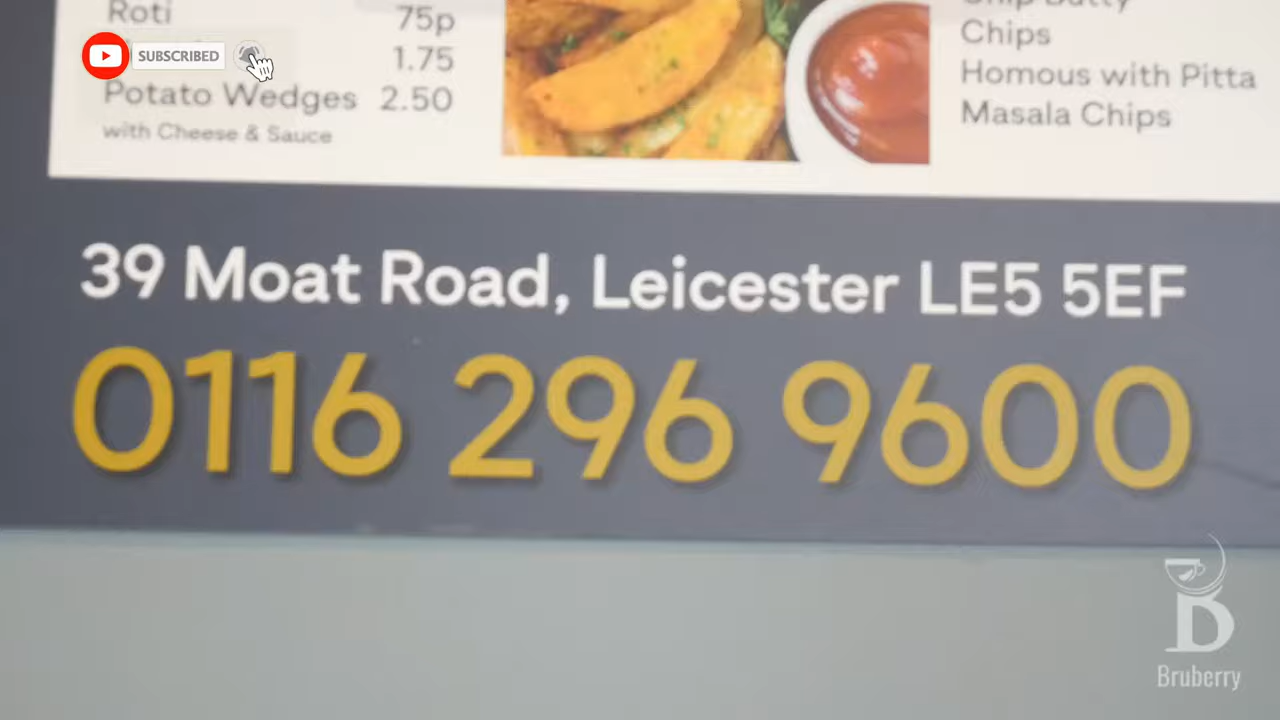 Roti 75p
SUBSCRIBED
1.75
Potato Wedges 2.50
with Cheese & Sauce
Chips
Homous with Pitta
Masala Chips
39 Moat Road, Leicester LE5 5EF
0116 296 9600
B
Bruberry